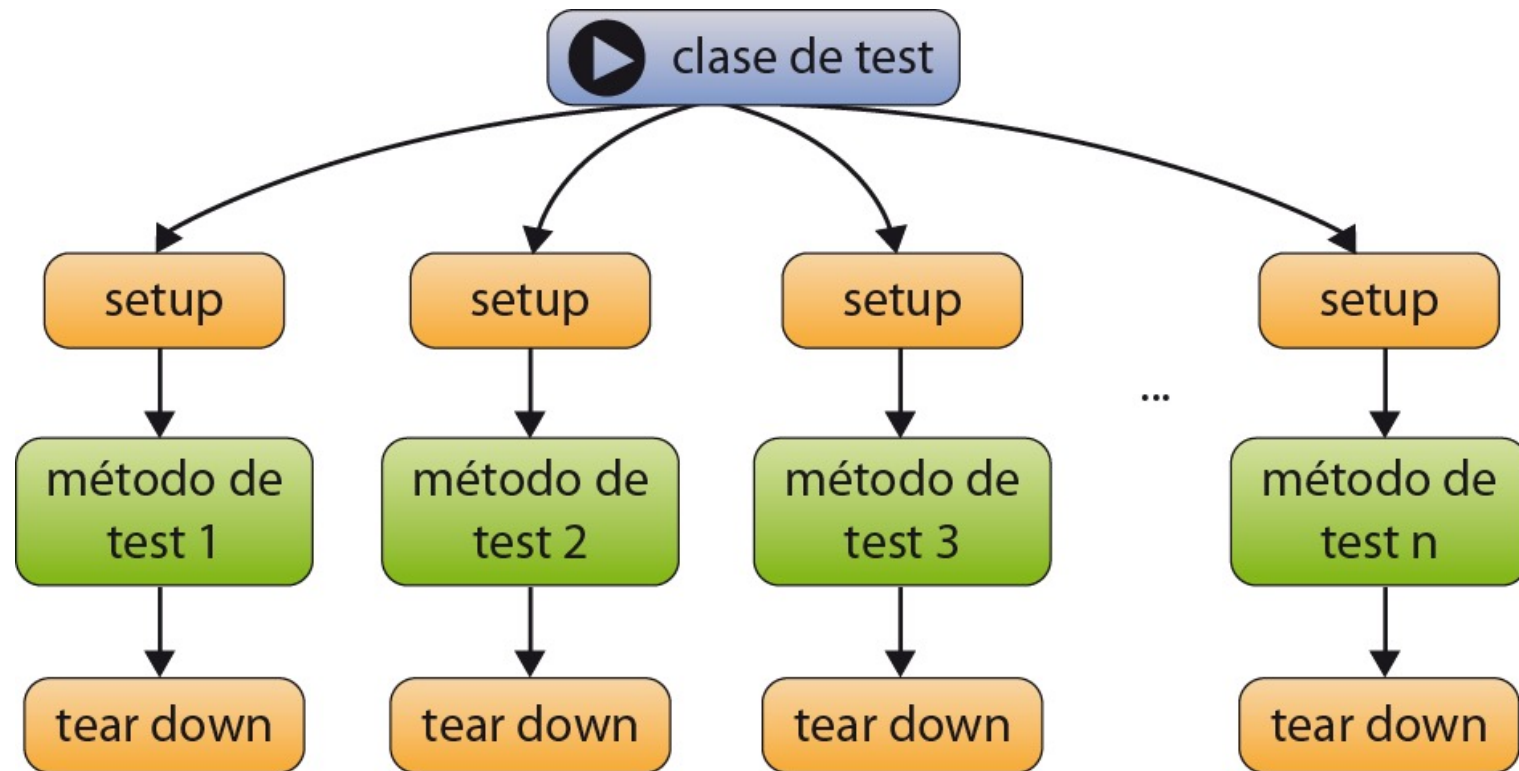 clase de test
setup
setup
setup
setup
...
método de
test 1
método de
test 2
método de
test 3
método de
test n
tear down
tear down
tear down
tear down